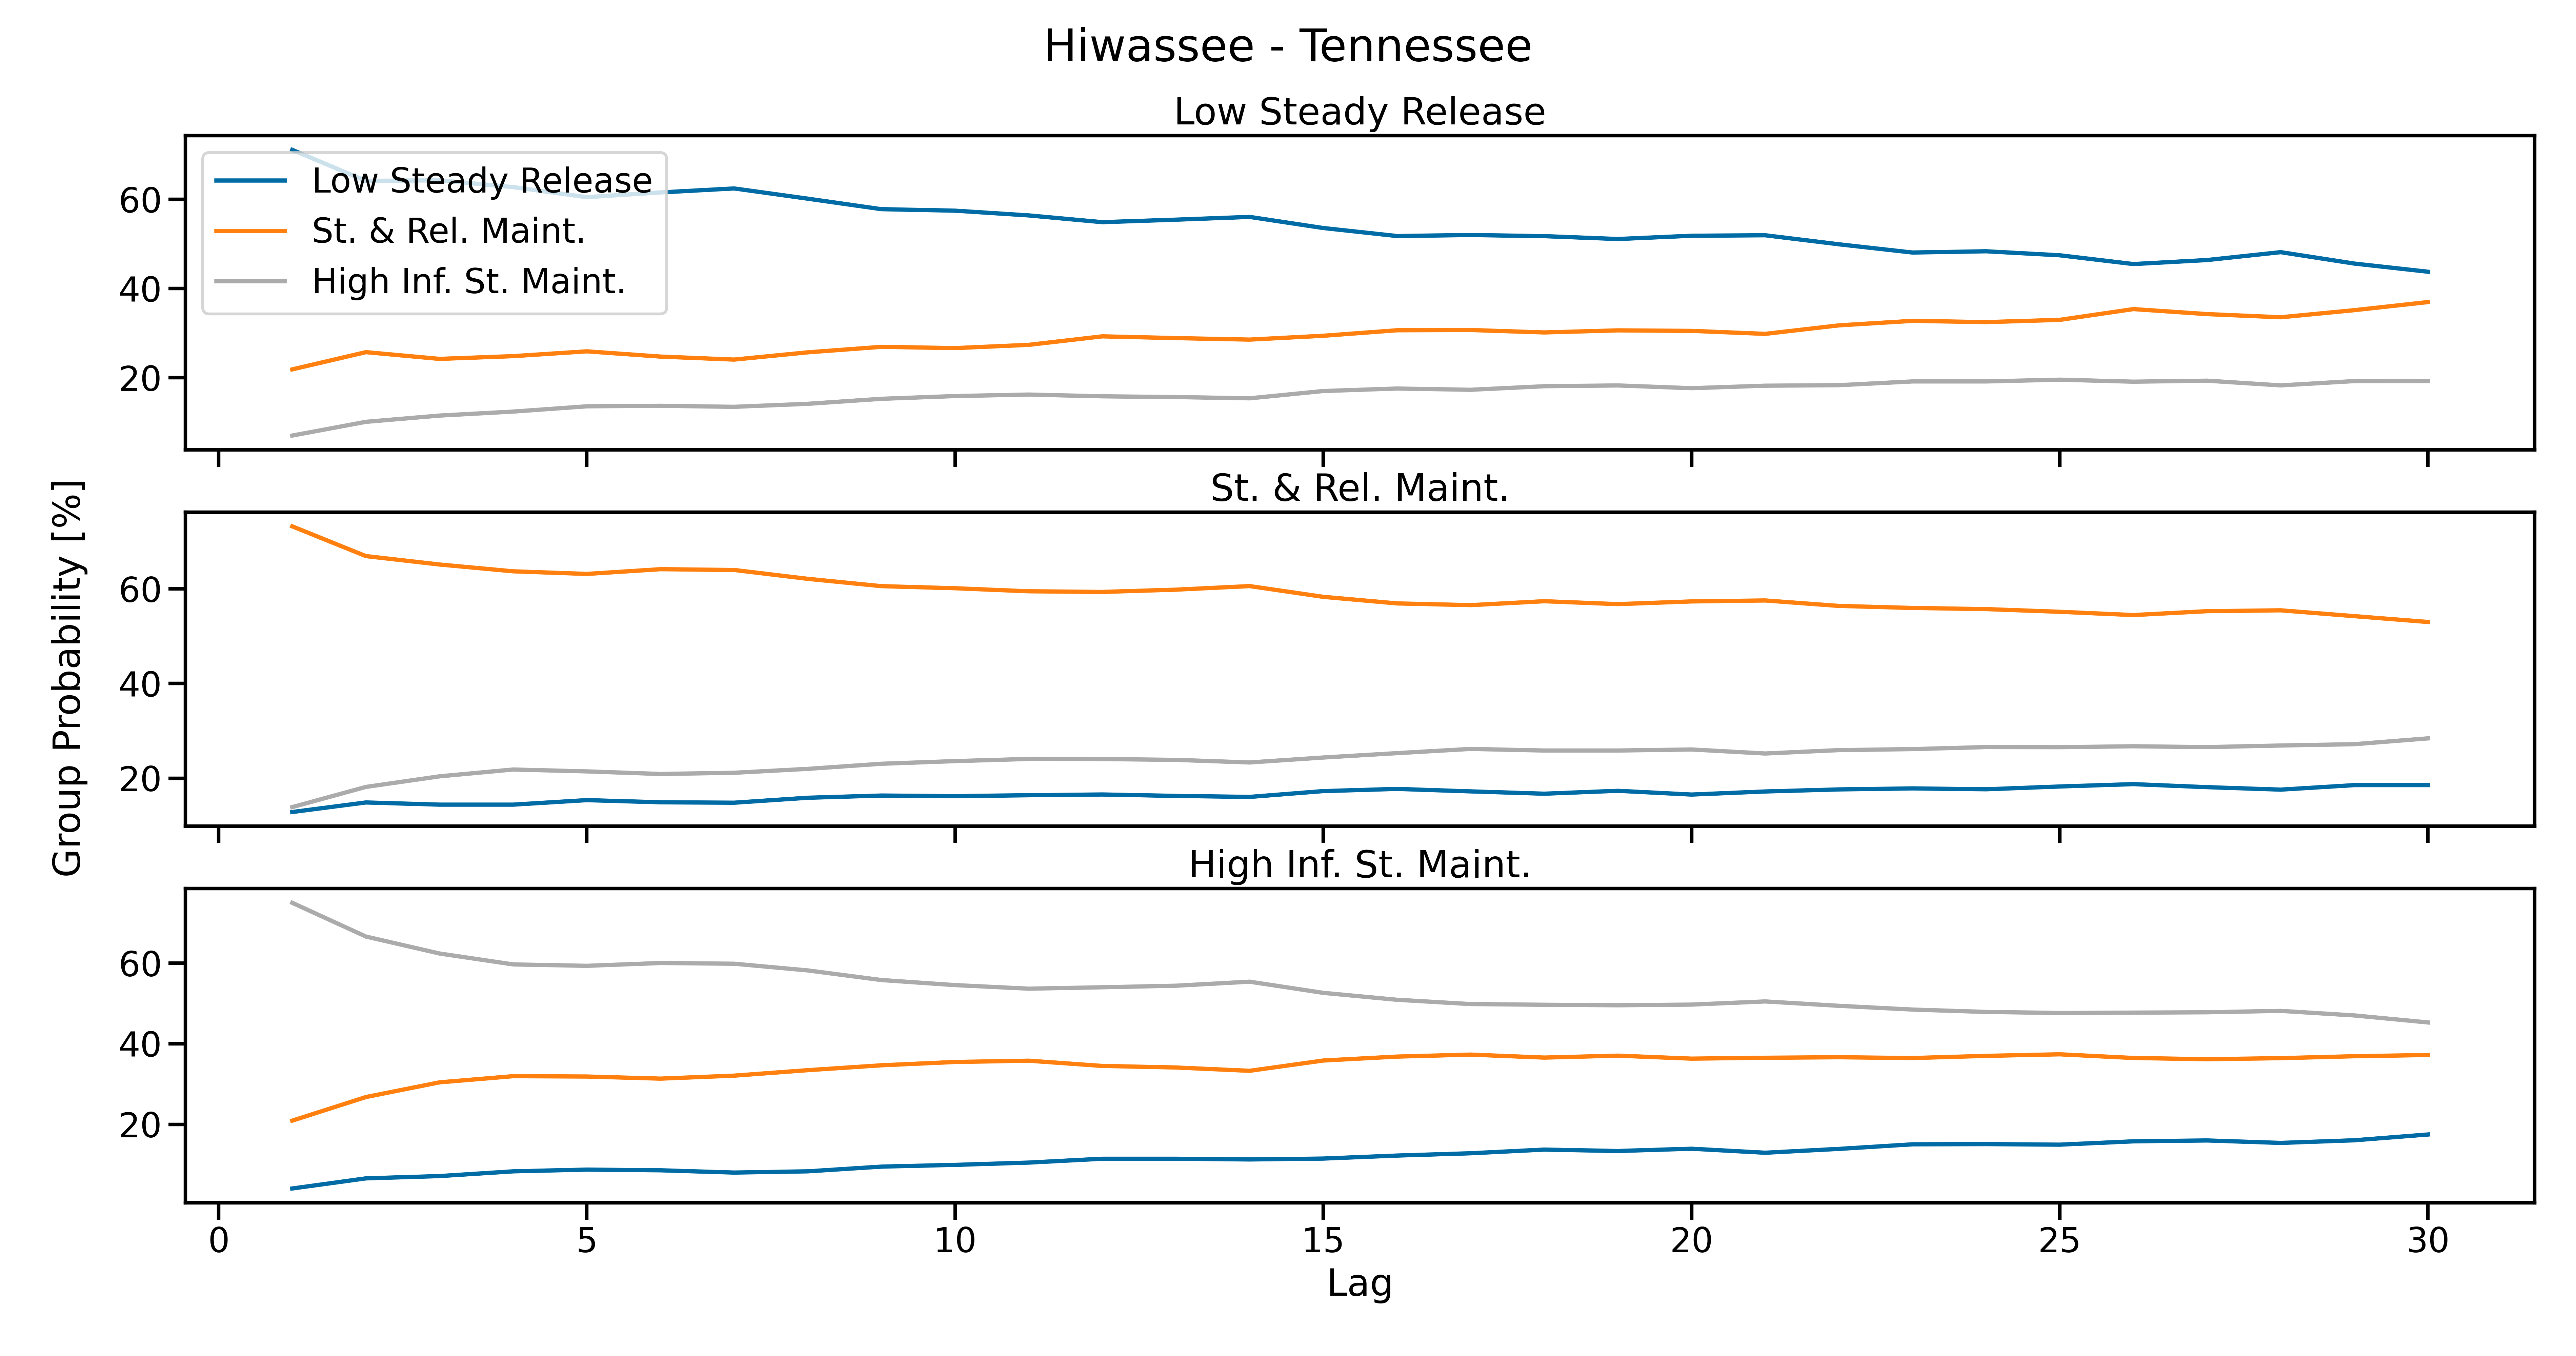 Hiwassee - Tennessee
Low Steady Release
Low Steady Release
St. & Rel. Maint.
High Inf. St. Maint.
60
40
20
St. & Rel. Maint.
60
40
20
Group Probability [%]
High Inf. St. Maint.
60
40
20
0 5 10 15 20 25 30
Lag